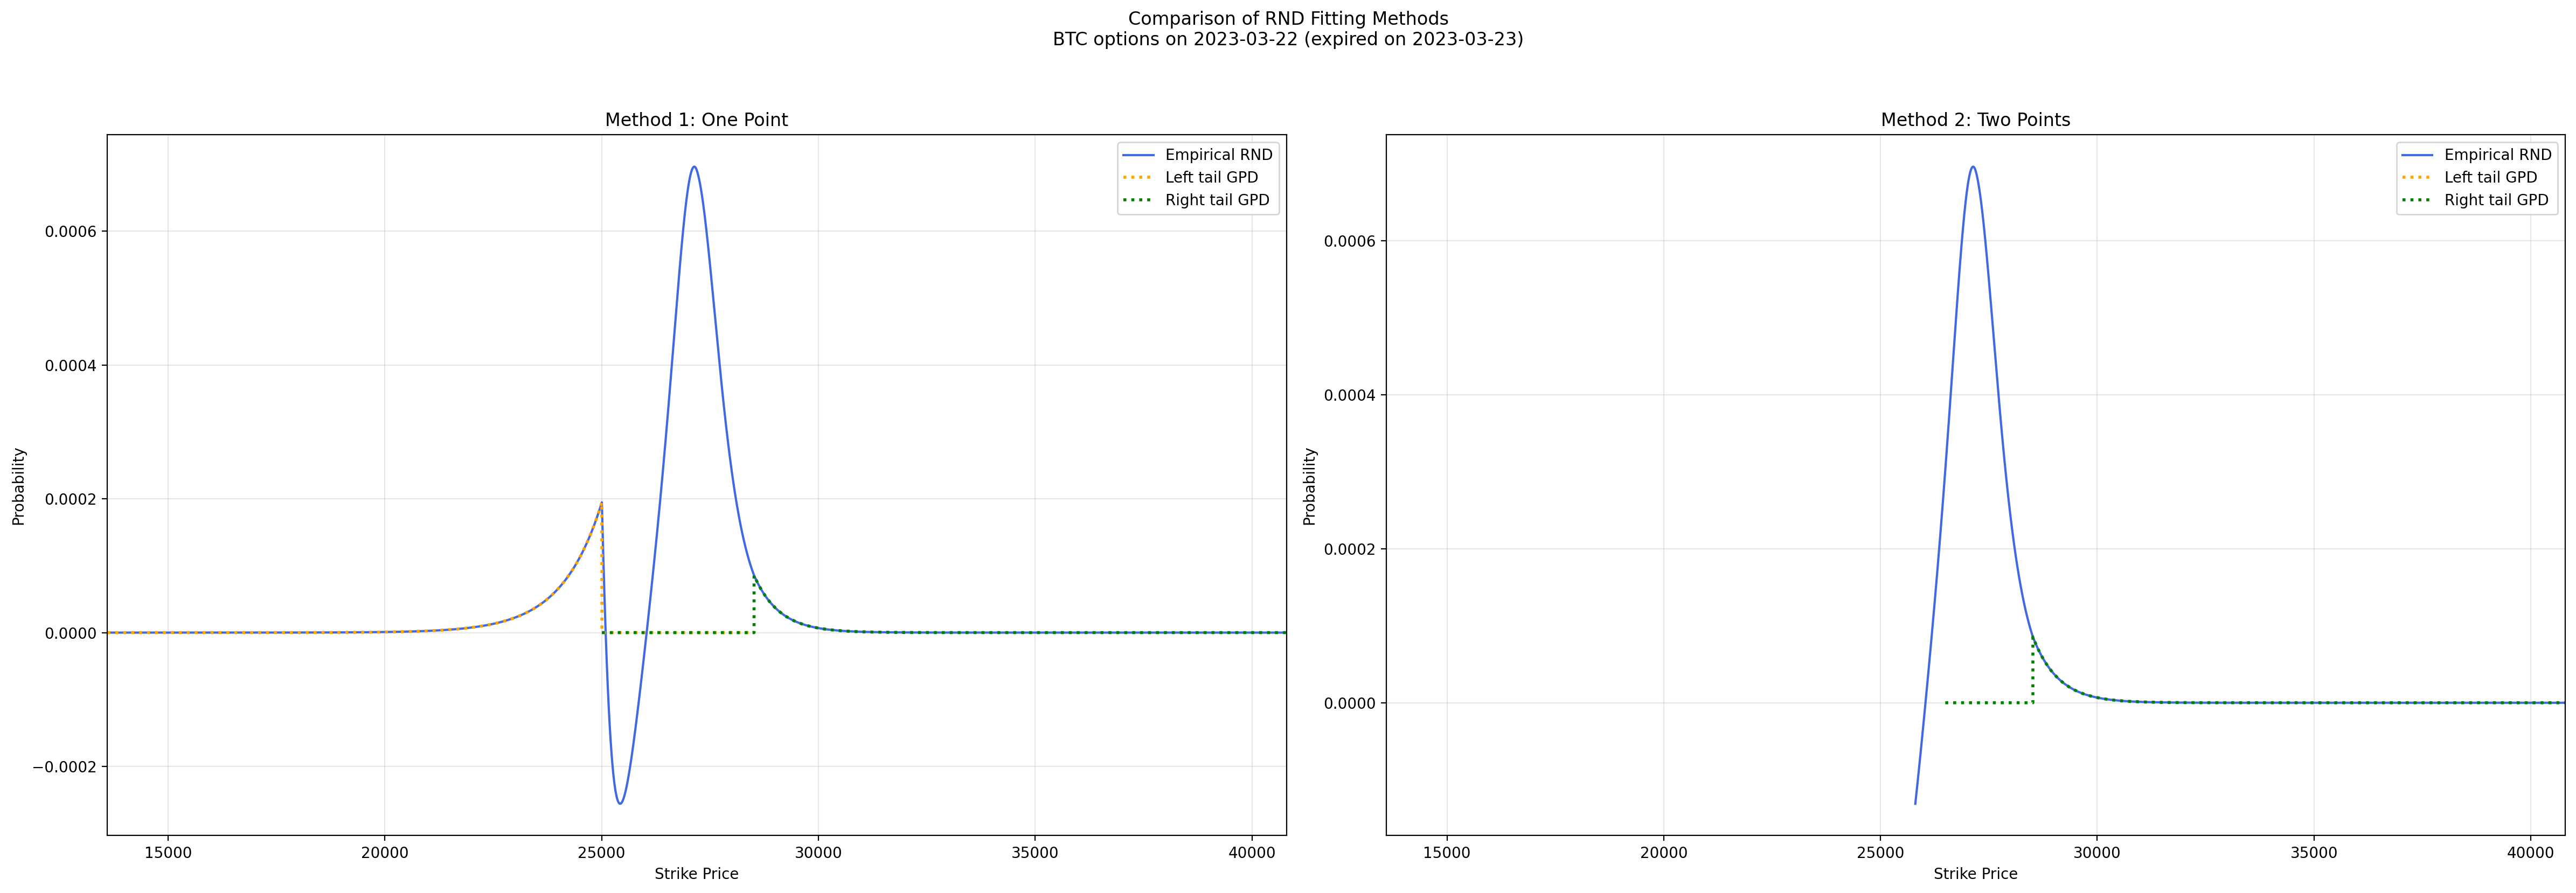 Comparison of RND Fitting Methods
BTC options on 2023-03-22 (expired on 2023-03-23)
Method 1: One Point
Empirical RND
Left tail GPD
Right tail GPD
Probability
0.0006
0.0004
0.0002
0.0000
−0.0002
15000
20000
25000
30000
35000
40000
Strike Price
Method 2: Two Points
Empirical RND
Left tail GPD
Right tail GPD
Probability
0.0006
0.0004
0.0002
0.0000
15000
20000
25000
30000
35000
40000
Strike Price